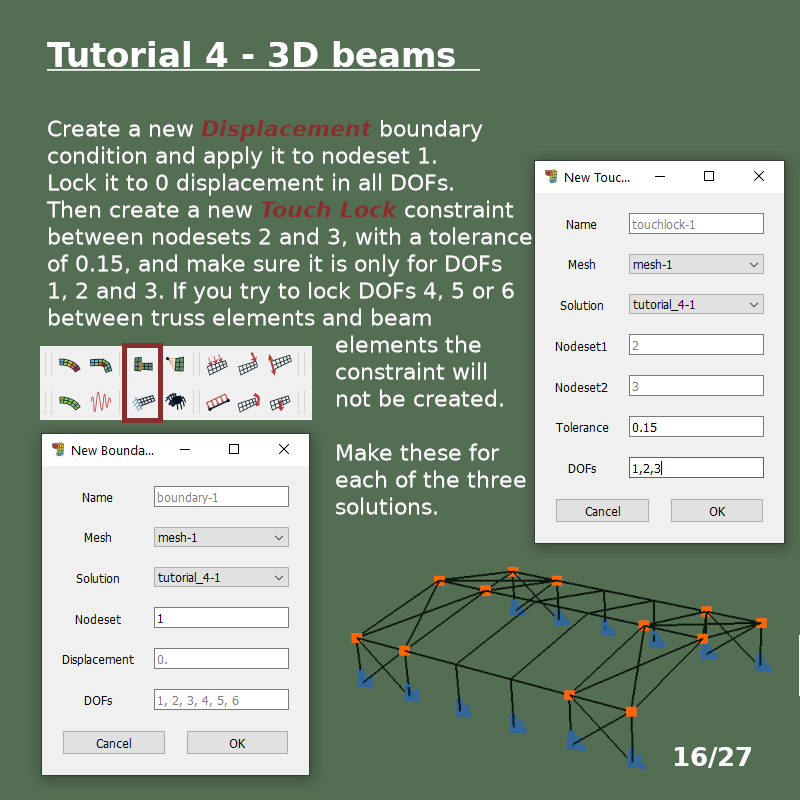 Tutorial 4 - 3D beams
Create a new Displacement boundary
condition and apply it to nodeset 1.
Lock it to 0 displacement in all DOFs.
Then create a new Touch Lock constraint
between nodesets 2 and 3, with a tolerance
of 0.15, and make sure it is only for DOFs
1, 2 and 3. If you try to lock DOFs 4, 5 or 6
between truss elements and beam
elements the
constraint will
not be created.
Make these for
each of the three
solutions.
New Touc...
Name touchlock-1
Mesh mesh-1
Solution tutorial_4-1
Nodeset1 2
Nodeset2 3
Tolerance 0.15
DOFs 1,2,3
Cancel OK
New Bounda...
Name boundary-1
Mesh mesh-1
Solution tutorial_4-1
Nodeset 1
Displacement 0.
DOFs 1, 2, 3, 4, 5, 6
Cancel OK
16/27